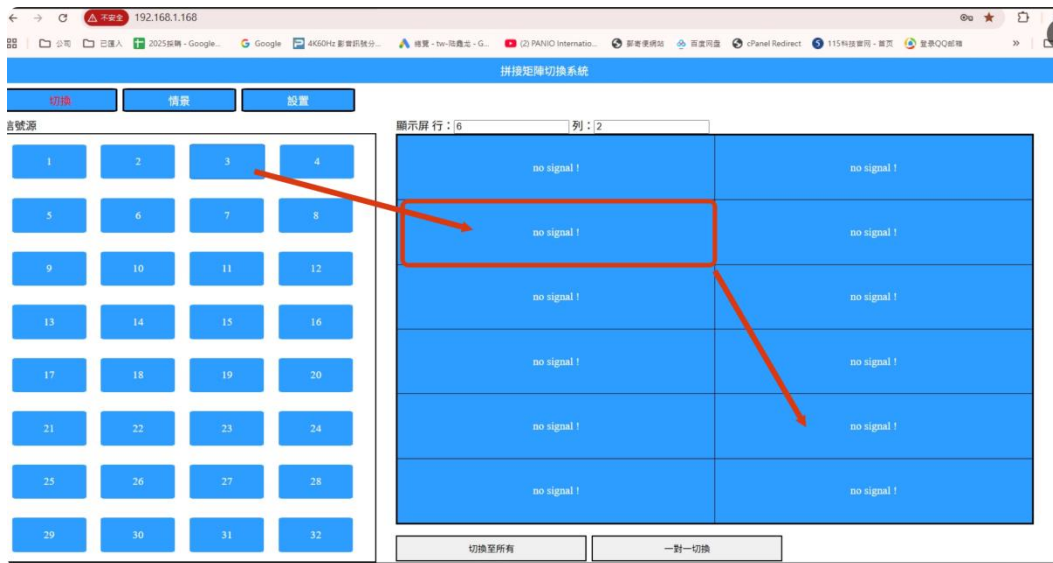 不安全 192.168.1.168
公司 已匯入 2025採購 - Google... Google 4K60Hz 影音訊號分... 總覽 - tw-陸鑫龙 - G... (2) PANIO Internatio... 郵寄便網站 百度网盘 cPanel Redirect 115科技官网 - 首页 登录QQ邮箱 »
拼接矩陣切換系統
切換 情景 設置
信號源 顯示屏 行：6 列：2
1 2 3 4
no signal ! no signal !
5 6 7 8
no signal ! no signal !
9 10 11 12
no signal ! no signal !
13 14 15 16
17 18 19 20
no signal ! no signal !
21 22 23 24
no signal ! no signal !
25 26 27 28
no signal ! no signal !
29 30 31 32
切換至所有 一對一切換